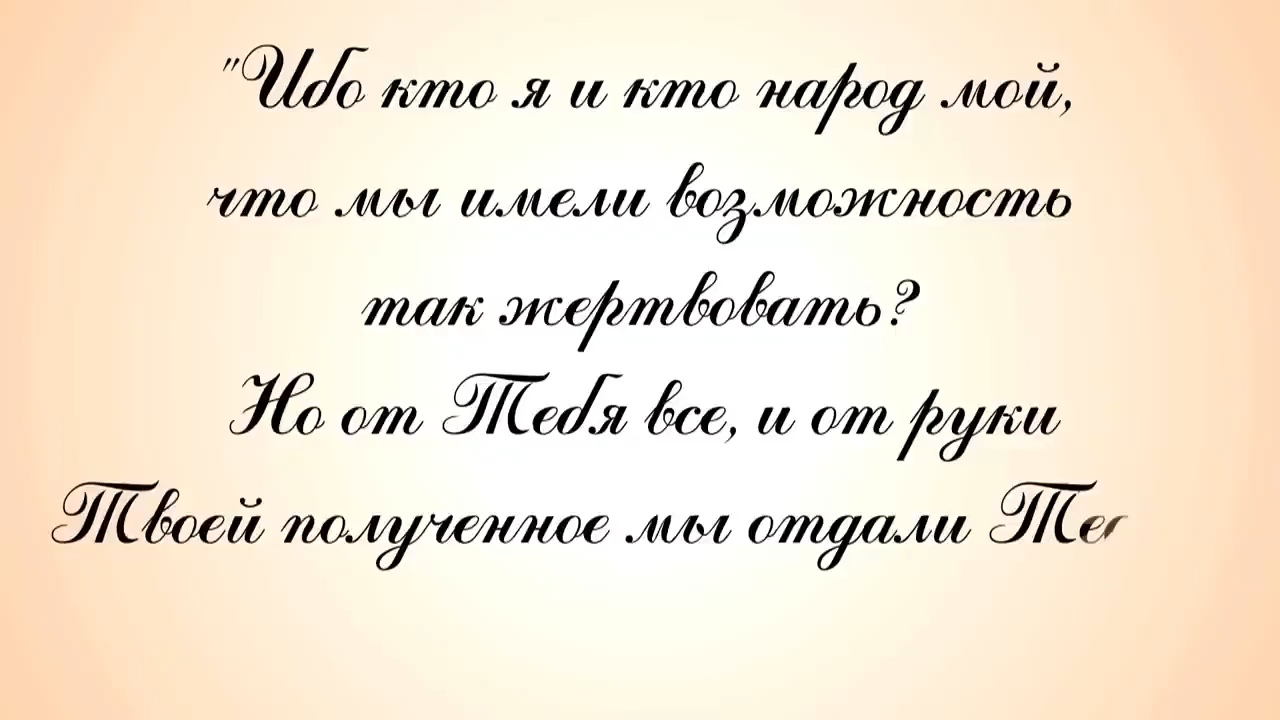 "Ибо кто я и кто народ мой,
что мы имели возможность
так жертвовать?
Но от Тебя все, и от руки
Твоей полученное мы отдали